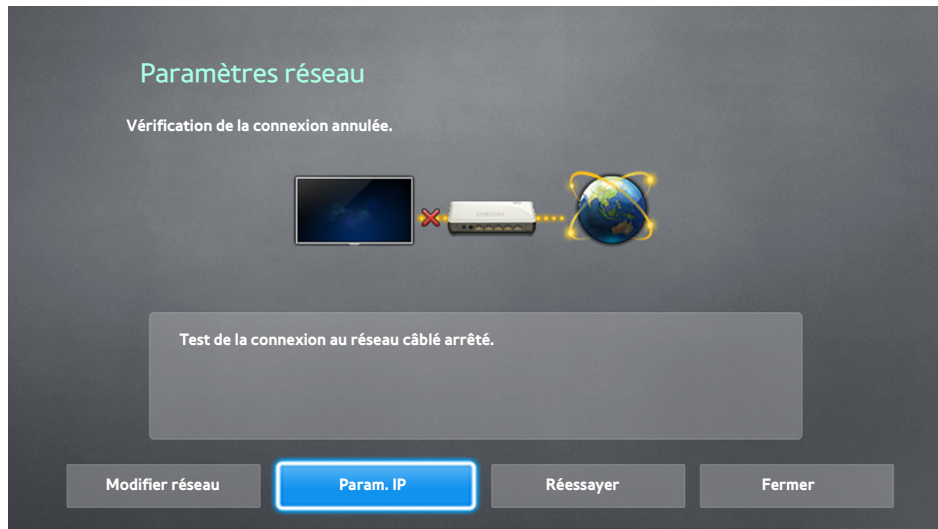 Paramètres réseau
Vérification de la connexion annulée.
SAMSUNG
Test de la connexion au réseau câblé arrêté.
Modifier réseau
Param. IP
Réessayer
Fermer